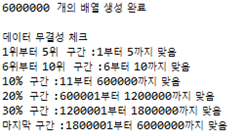 6000000 개의 배열 생성 완료
데이터 무결성 체크
1위부터 5위 구간 :1부터 5까지 맞음
6위부터 10위 구간 :6부터 10까지 맞음
10% 구간 :11부터 600000까지 맞음
20% 구간 :600001부터 1200000까지 맞음
30% 구간 :1200001부터 1800000까지 맞음
마지막 구간 :1800001부터 6000000까지 맞음